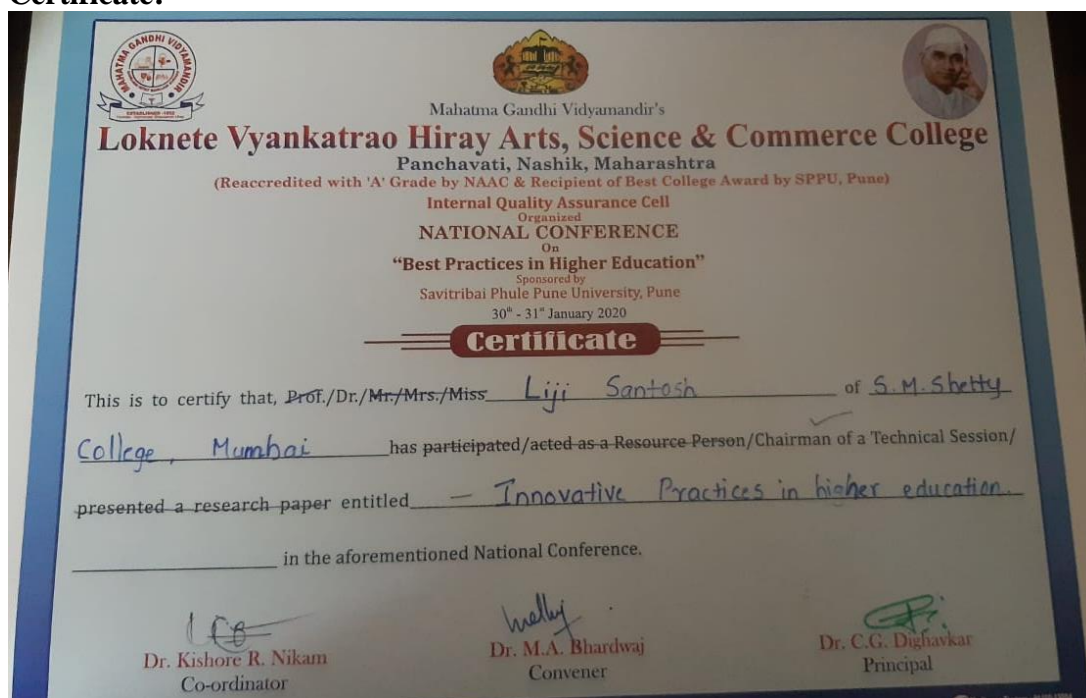 Certificate:
MAHATMA GANDHI VIDYAMANDIR
Mahatma Gandhi Vidyamandir's
Loknete Vyankatrao Hiray Arts, Science & Commerce College
Panchavati, Nashik, Maharashtra
(Reaccredited with 'A' Grade by NAAC & Recipient of Best College Award by SPPU, Pune)
Internal Quality Assurance Cell
Organized
NATIONAL CONFERENCE
On
“Best Practices in Higher Education”
Sponsored by
Savitribai Phule Pune University, Pune
30th - 31st January 2020
Certificate
This is to certify that, Prof./Dr./Mr./Mrs./Miss Liji Santosh of S.M.Shetty
College, Mumbai has participated/acted as a Resource Person/Chairman of a Technical Session/
presented a research paper entitled — Innovative Practices in higher education.
in the aforementioned National Conference.
Dr. Kishore R. Nikam
Co-ordinator
Dr. M.A. Bhardwaj
Convener
Dr. C.G. Dighavkar
Principal